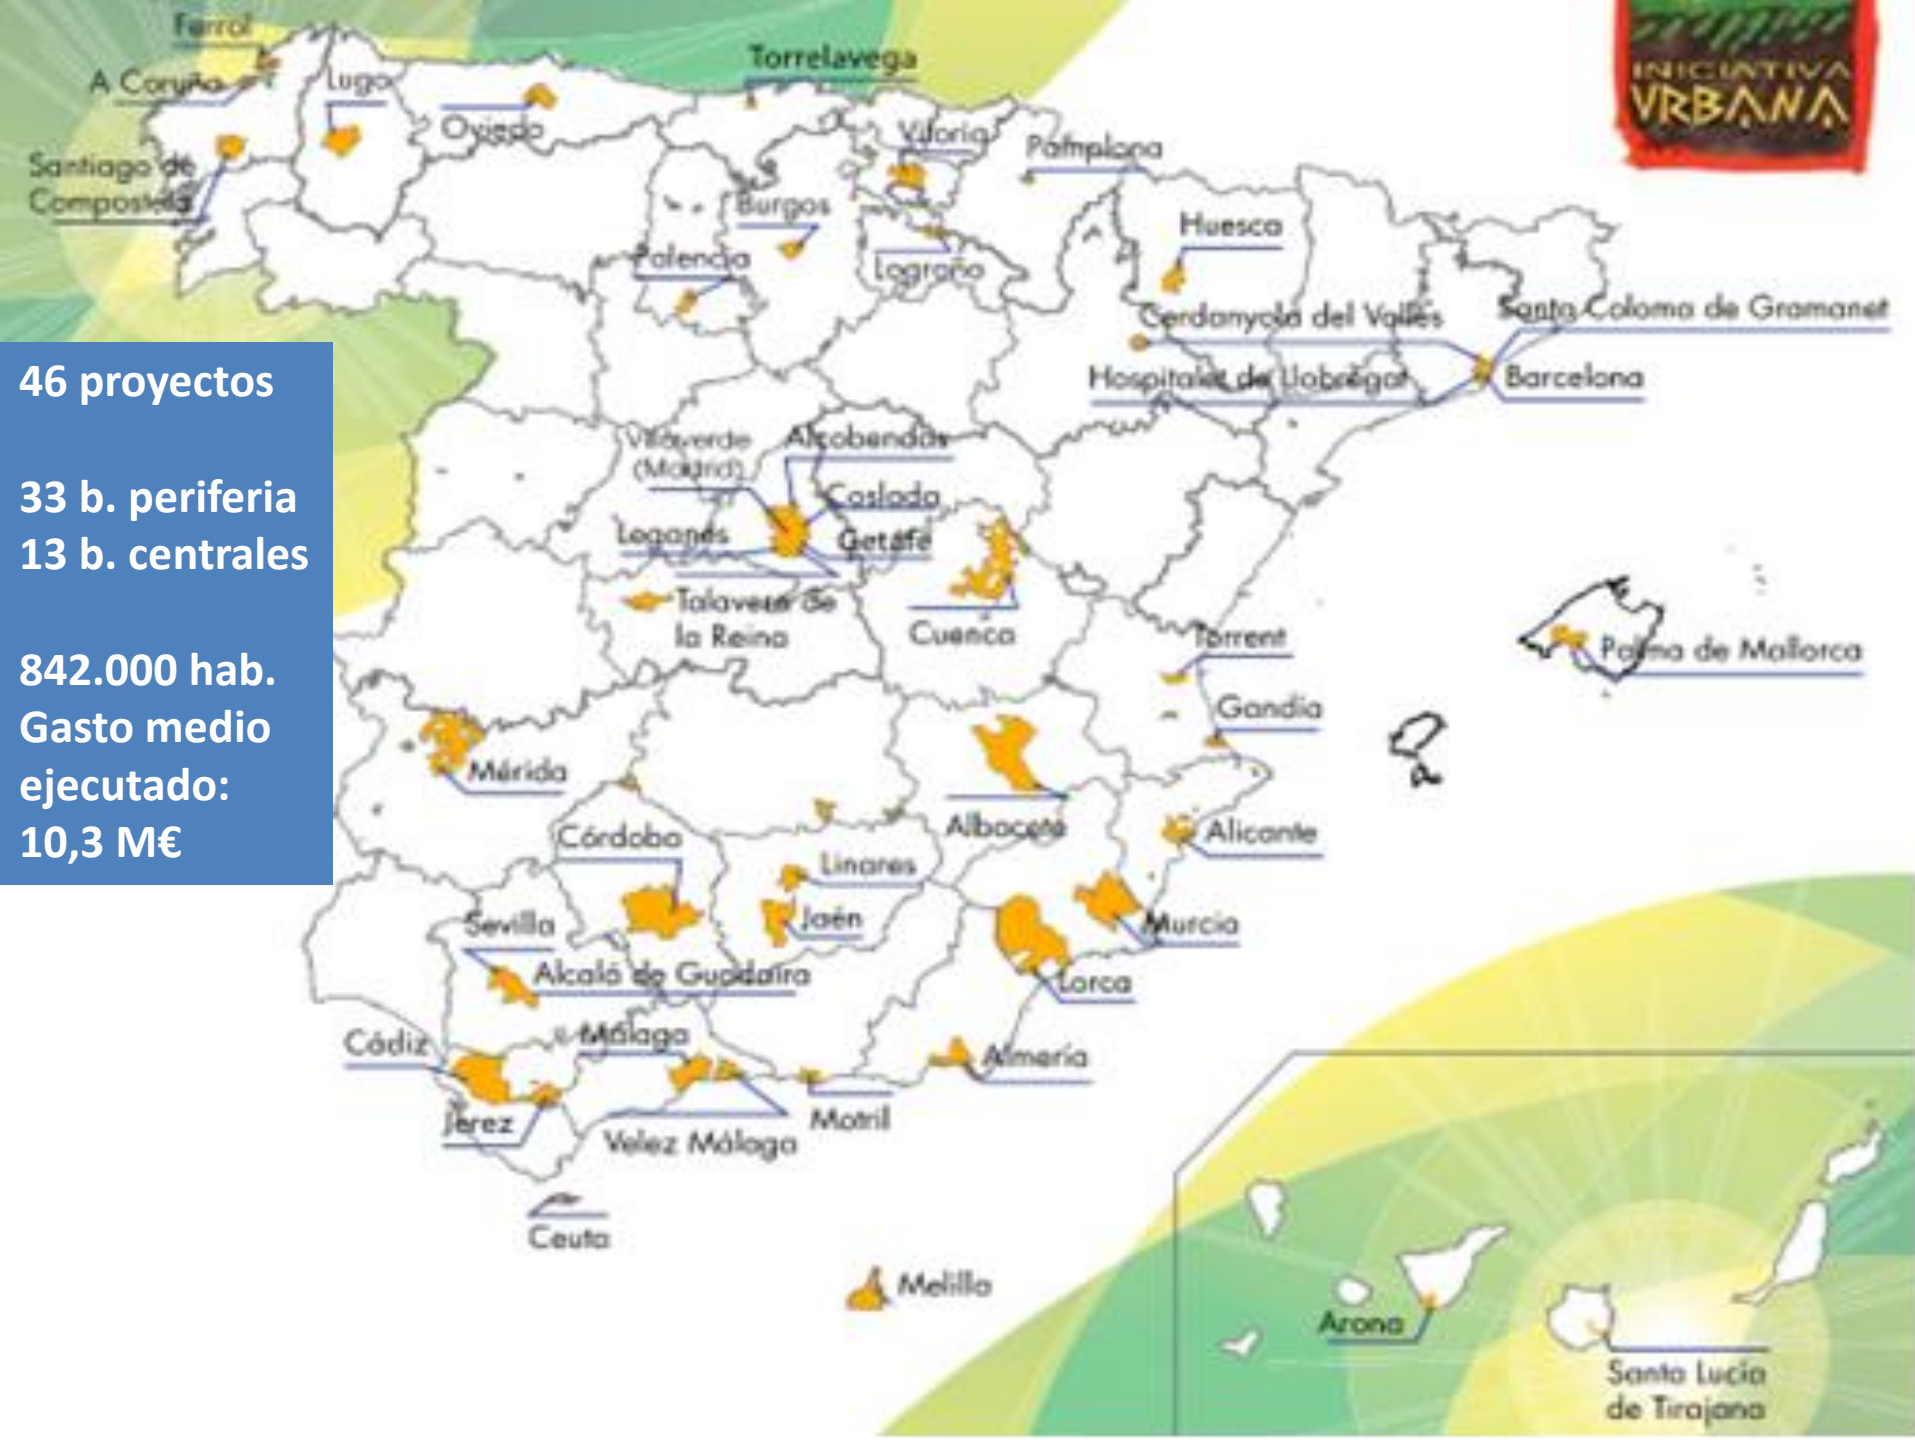 Ferrol
INICIATIVA
VRBANA
A Coruña
Lugo
Torrelavega
Oviedo
Vitoria
Pamplona
Santiago de
Compostela
Burgos
Huesca
Palencia
Logroño
Cerdanyola del Vallés
Santa Coloma de Gramanet
Hospitalet de Llobregat
Barcelona
46 proyectos
33 b. periferia
13 b. centrales
842.000 hab.
Gasto medio
ejecutado:
10,3 M€
Villaverde
(Madrid)
Alcobendas
Coslada
Leganés
Getafe
Talavera de
la Reina
Cuenca
Torrent
Palma de Mallorca
Gandia
Mérida
Albacete
Alicante
Córdoba
Linares
Jaén
Sevilla
Murcia
Alcalá de Guadaira
Lorca
Cádiz
Málaga
Almería
Jerez
Velez Málaga
Motril
Ceuta
Melilla
Arona
Santa Lucía
de Tirajana